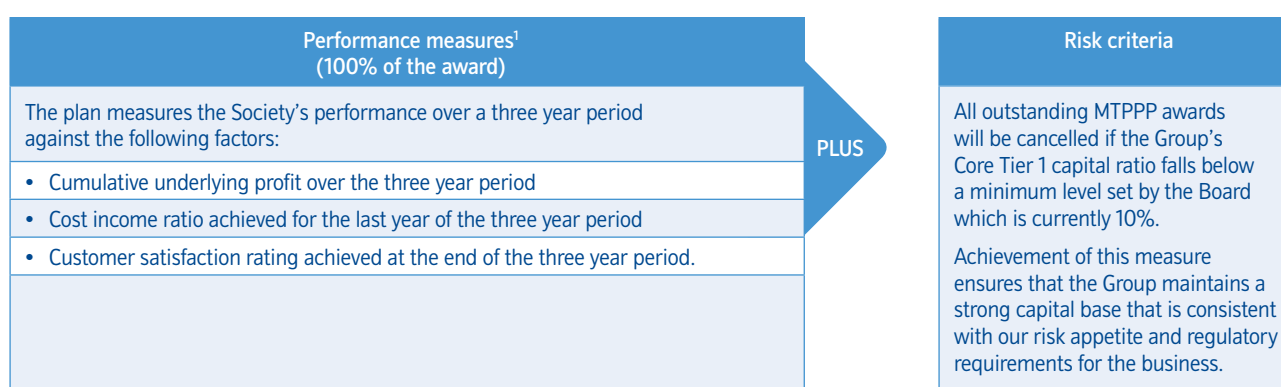 Performance measures¹
(100% of the award)
The plan measures the Society's performance over a three year period
against the following factors:
• Cumulative underlying profit over the three year period
• Cost income ratio achieved for the last year of the three year period
• Customer satisfaction rating achieved at the end of the three year period.
PLUS
Risk criteria
All outstanding MTPPP awards
will be cancelled if the Group's
Core Tier 1 capital ratio falls below
a minimum level set by the Board
which is currently 10%.
Achievement of this measure
ensures that the Group maintains a
strong capital base that is consistent
with our risk appetite and regulatory
requirements for the business.